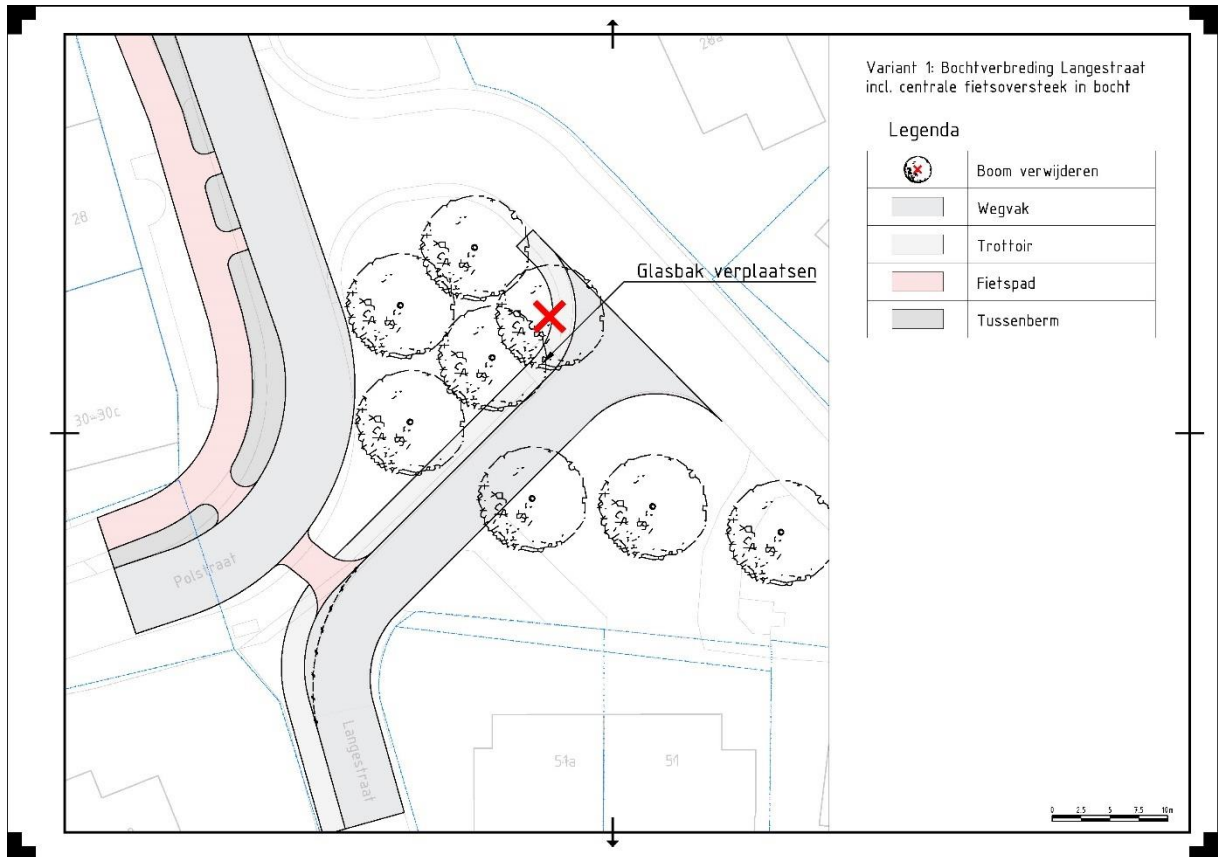 28a
Variant 1: Bochtverbreding Langestraat
incl. centrale fietsoversteek in bocht
Legenda
Boom verwijderen
Wegvak
Trottoir
Fietspad
Tussenberm
28
Glasbak verplaatsen
30-30c
Polstraat
Langestraat
51a
51
0 2.5 5 7.5 10m